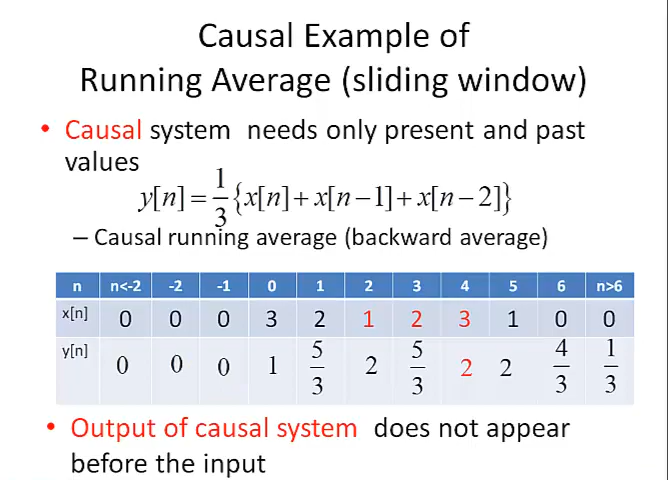 Causal Example of
Running Average (sliding window)
• Causal system needs only present and past
values
y[n] = 1/3 {x[n] + x[n − 1] + x[n − 2]}
– Causal running average (backward average)
n n<-2 -2 -1 0 1 2 3 4 5 6 n>6
x[n] 0 0 0 3 2 1 2 3 1 0 0
y[n] 0 0 0 1 5/3 2 5/3 2 2 4/3 1/3
• Output of causal system does not appear
before the input